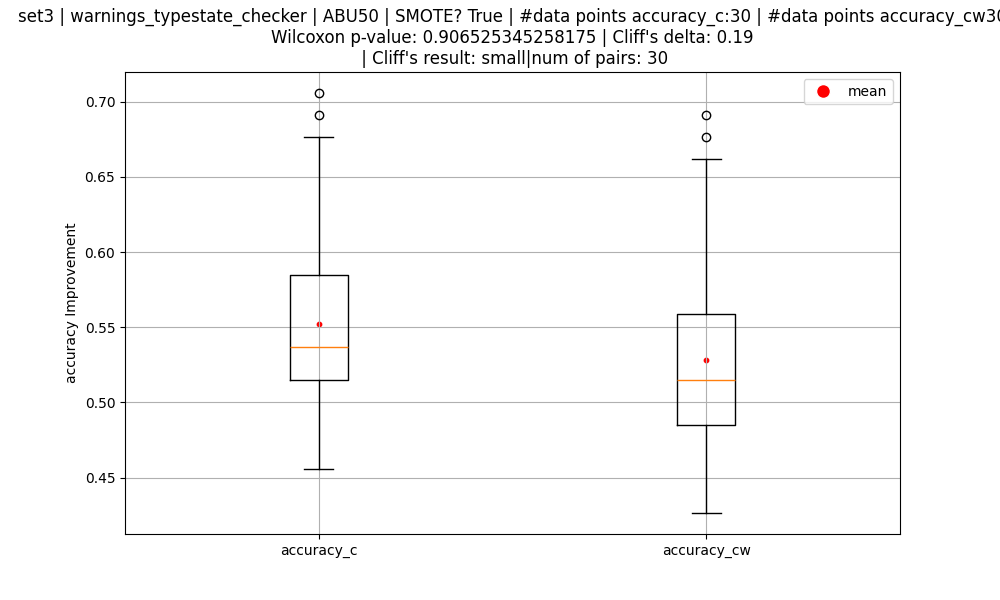 set3 | warnings_typestate_checker | ABU50 | SMOTE? True | #data points accuracy_c:30 | #data points accuracy_cw30
Wilcoxon p-value: 0.906525345258175 | Cliff's delta: 0.19
| Cliff's result: small|num of pairs: 30
mean
0.70
0.65
0.60
0.55
0.50
0.45
accuracy Improvement
accuracy_c
accuracy_cw